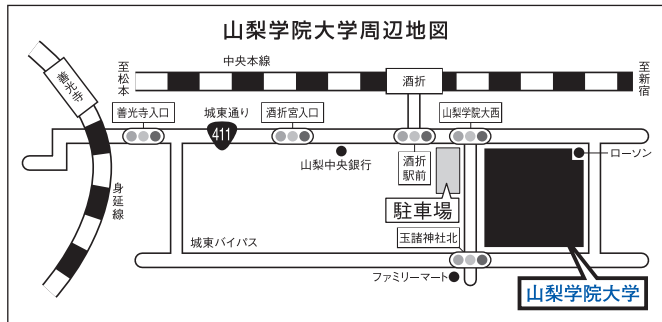 山梨学院大学周辺地図
至松本
中央本線
酒折
至新宿
善光寺
善光寺入口
城東通り
411
酒折宮入口
山梨学院大西
山梨中央銀行
酒折駅前
ローソン
身延線
駐車場
城東バイパス
玉諸神社北
ファミリーマート
山梨学院大学